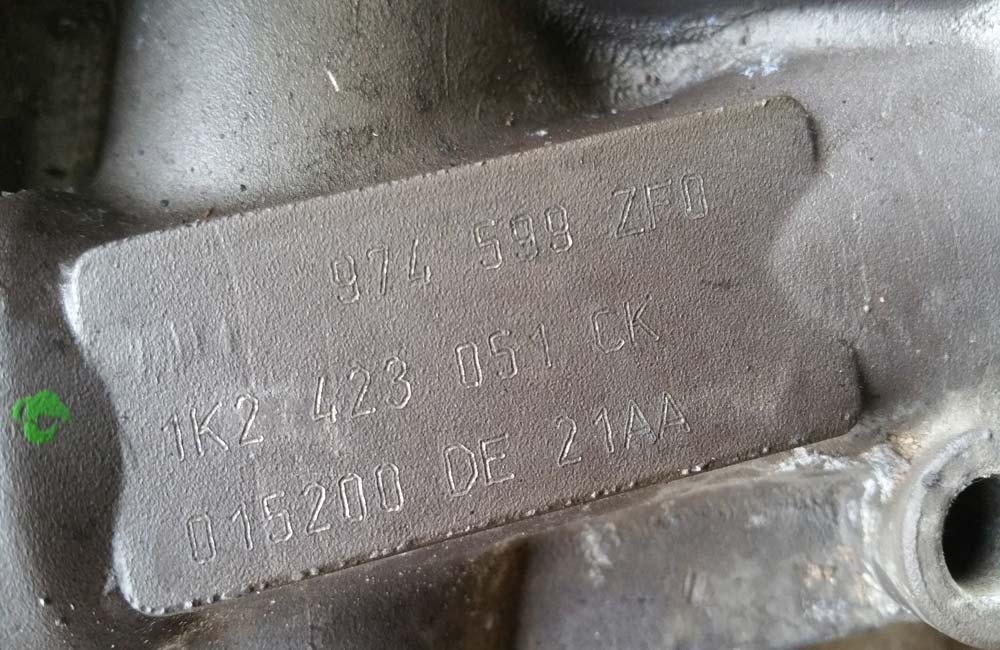 974 599 ZF0
1K2 423 051 CK
015200 DE 21AA